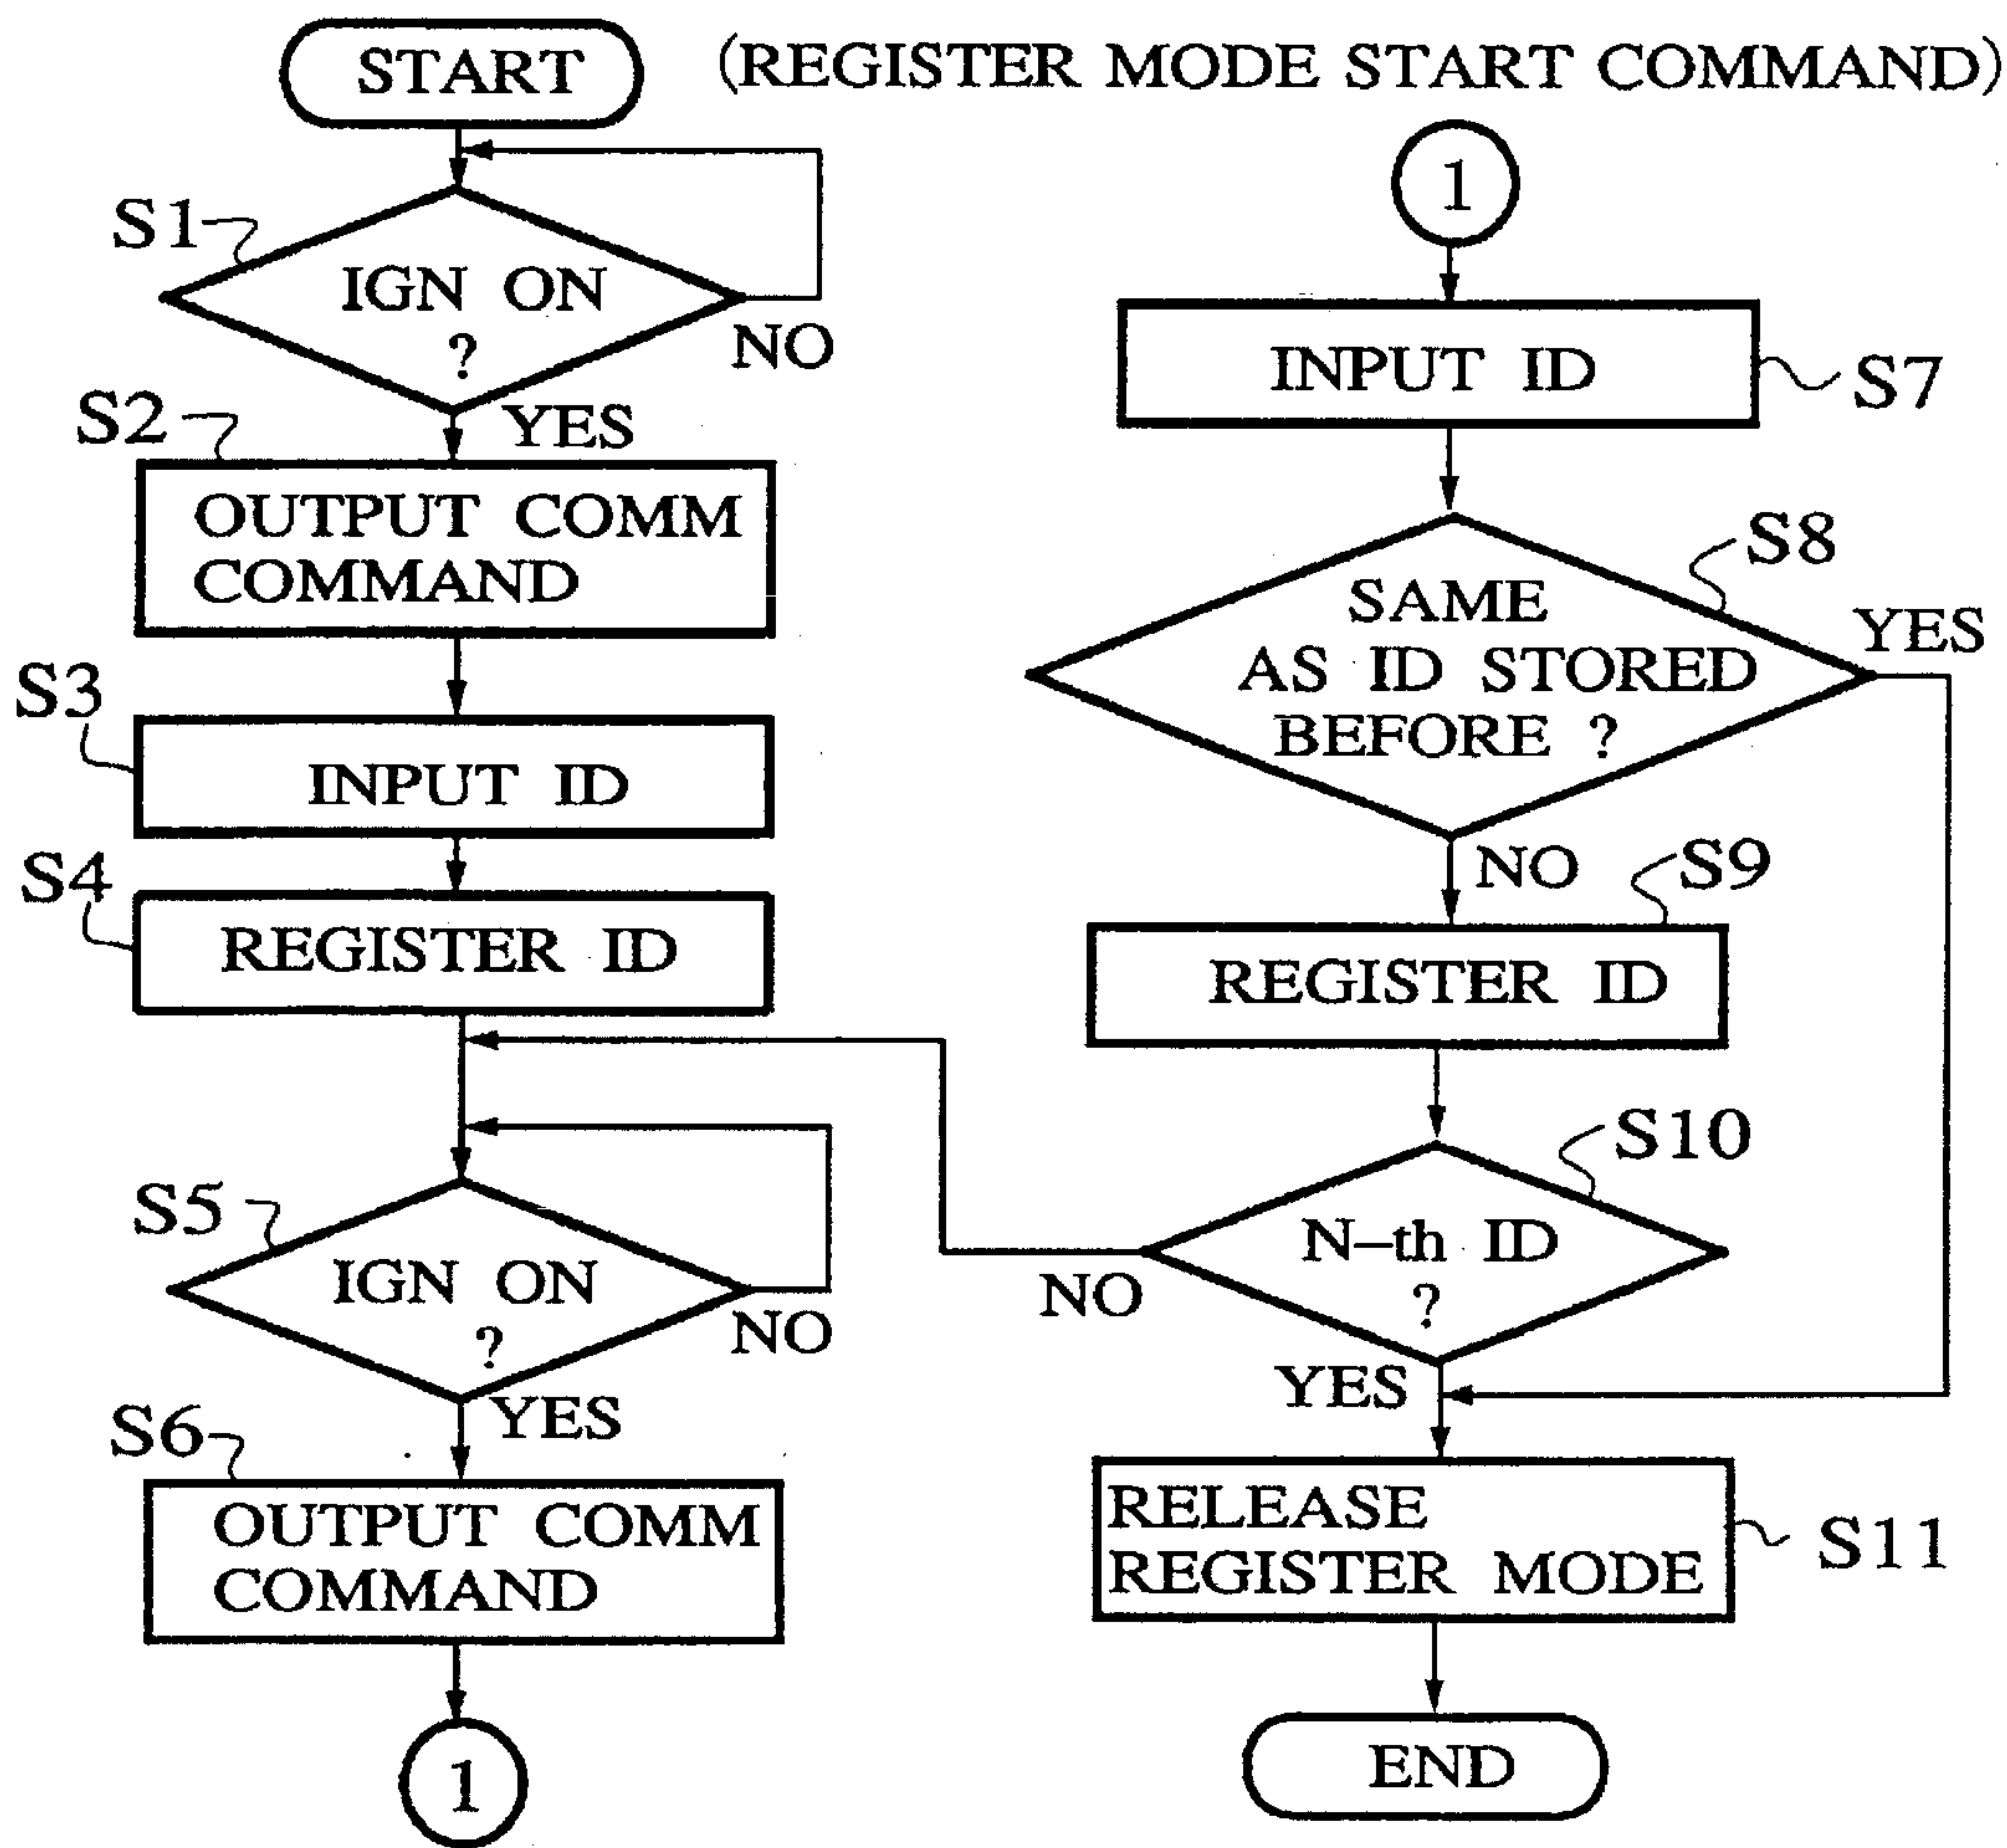 START
(REGISTER MODE START COMMAND)
S1
IGN ON
?
NO
YES
S2
OUTPUT COMM
COMMAND
S3
INPUT ID
S4
REGISTER ID
S5
IGN ON
?
NO
YES
S6
OUTPUT COMM
COMMAND
1
1
INPUT ID
S7
S8
SAME
AS ID STORED
BEFORE ?
YES
NO
S9
REGISTER ID
S10
N-th ID
?
NO
YES
RELEASE
REGISTER MODE
S11
END